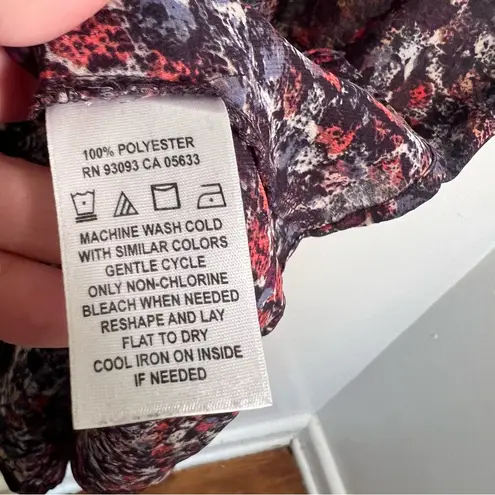 100% POLYESTER
RN 93093 CA 05633
MACHINE WASH COLD
WITH SIMILAR COLORS
GENTLE CYCLE
ONLY NON-CHLORINE
BLEACH WHEN NEEDED
RESHAPE AND LAY
FLAT TO DRY
COOL IRON ON INSIDE
IF NEEDED